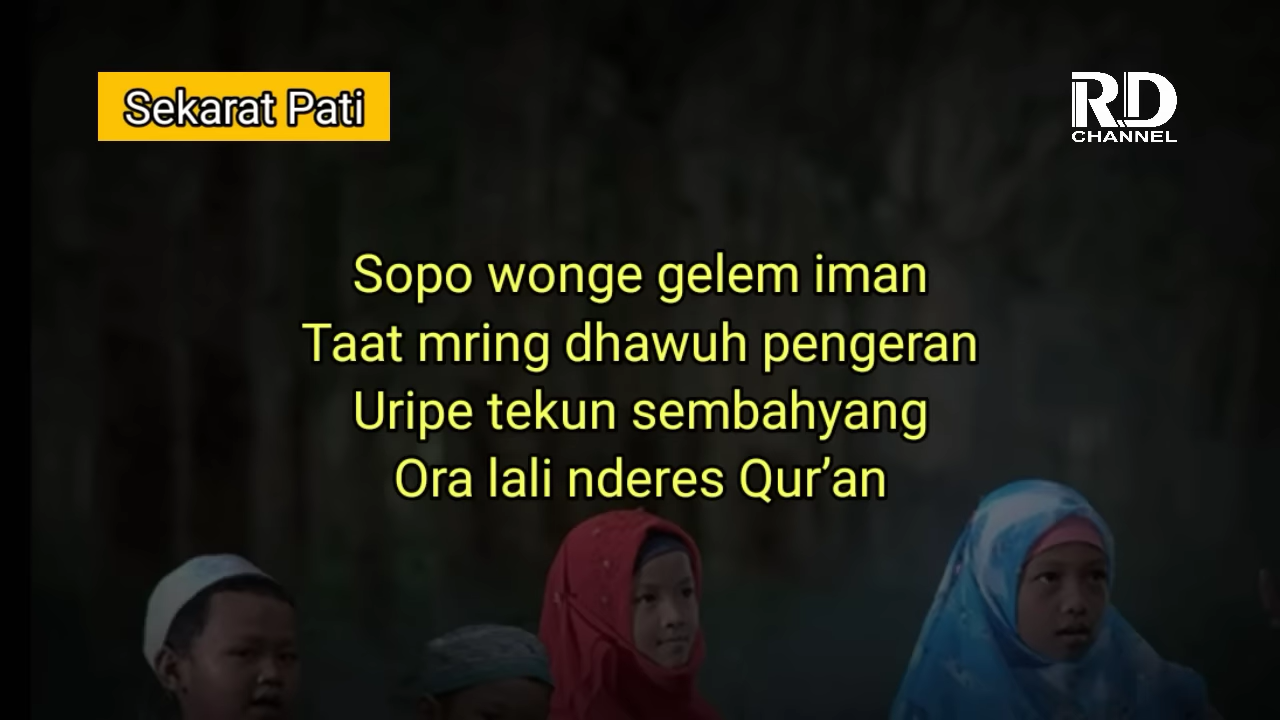 Sekarat Pati
RD
CHANNEL
Sopo wonge gelem iman
Taat mring dhawuh pengeran
Uripe tekun sembahyang
Ora lali nderes Qur’an